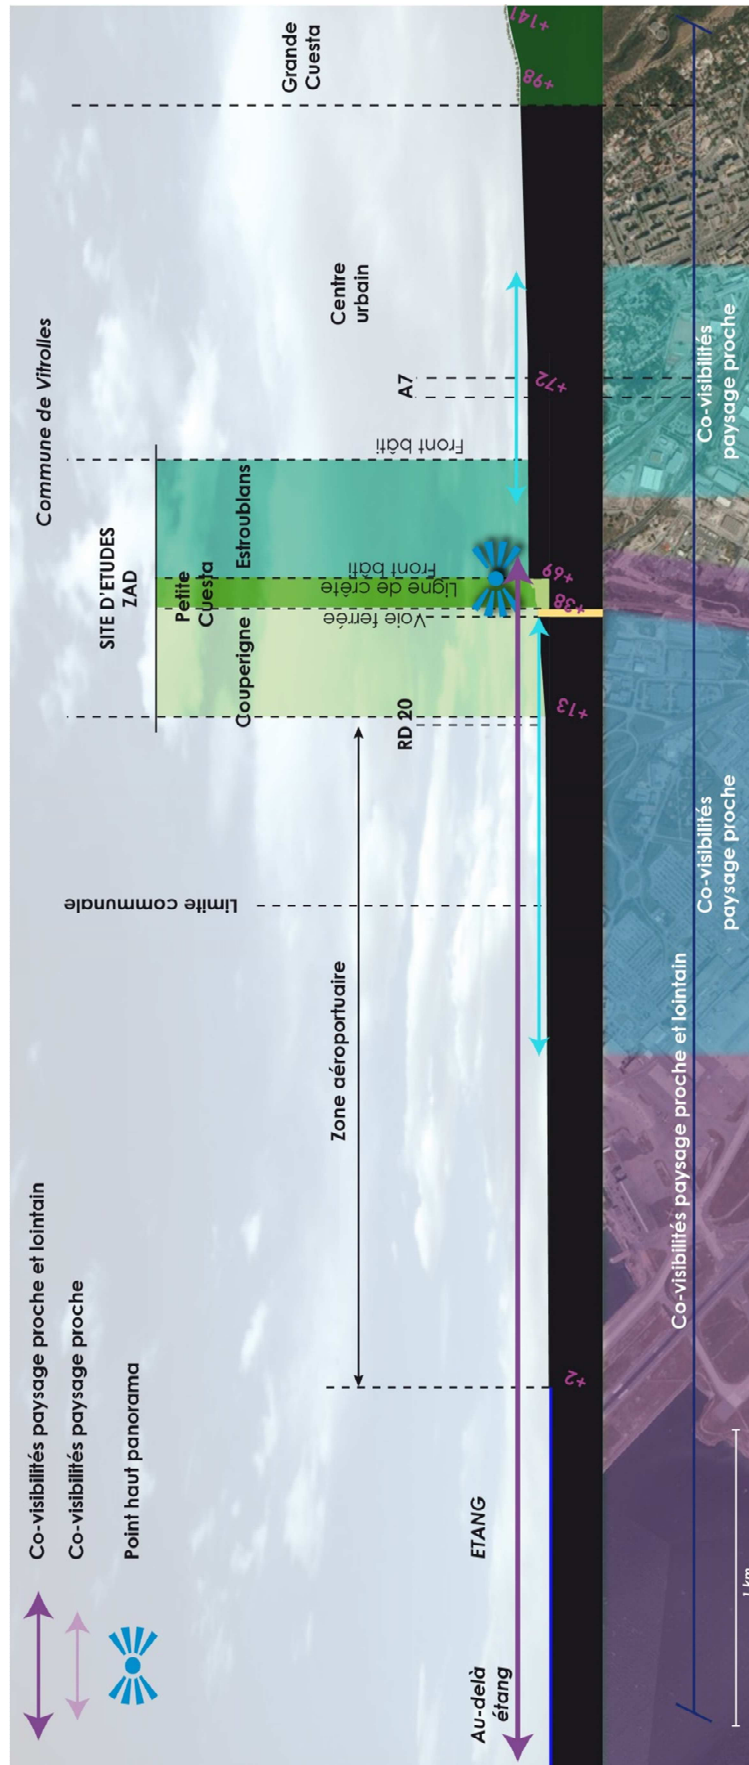 Co-visibilités paysage proche et lointain
Co-visibilités paysage proche
Point haut panorama
Commune de Vitrolles
SITE D'ETUDES
ZAD
Limite communale
Petite
Cuesta
Couperigne
Estroublans
Grande
Cuesta
Zone aéroportuaire
Centre
urbain
Voie ferrée
Ligne de crête
Front bâti
Front bâti
RD 20
A7
Au-delà
étang
ETANG
+2
+13
+38
+69
+72
+98
+141
Co-visibilités paysage proche et lointain
Co-visibilités
paysage proche
Co-visibilités
paysage proche
1 km